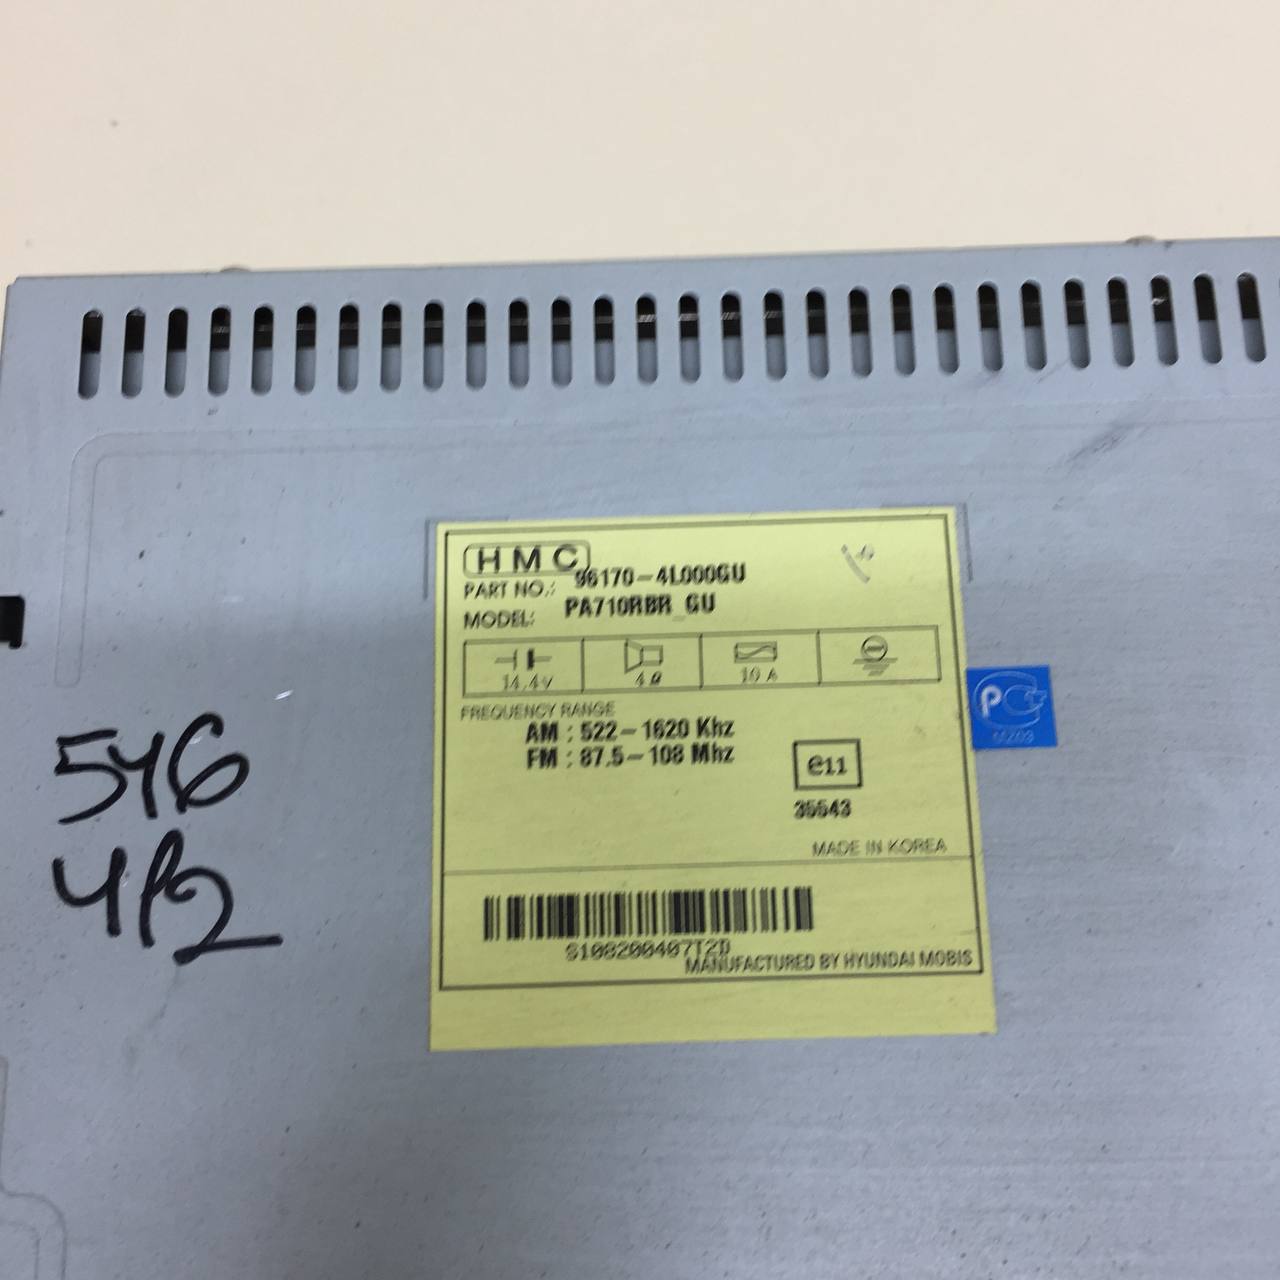 HMC
PART NO.: 96170-4L000GU
MODEL: PA710RBR_GU
14.4V 4Ω 10 A
FREQUENCY RANGE
AM : 522-1620 Khz
FM : 87.5-108 Mhz
e11
35543
MADE IN KOREA
S108200407T2D
MANUFACTURED BY HYUNDAI MOBIS
546
4P2